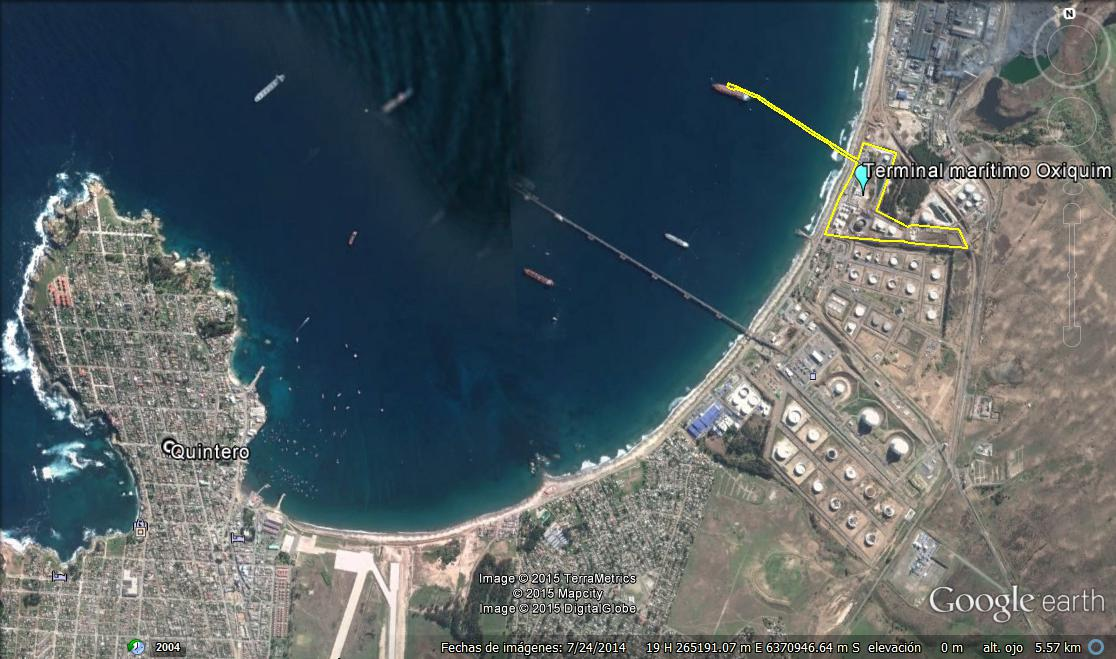 N
Terminal marítimo Oxiquim
Quintero
Image © 2015 TerraMetrics
© 2015 Mapcity
Image © 2015 DigitalGlobe
Google earth
2004
Fechas de imágenes: 7/24/2014 19 H 265191.07 m E 6370946.64 m S elevación 0 m alt. ojo 5.57 km